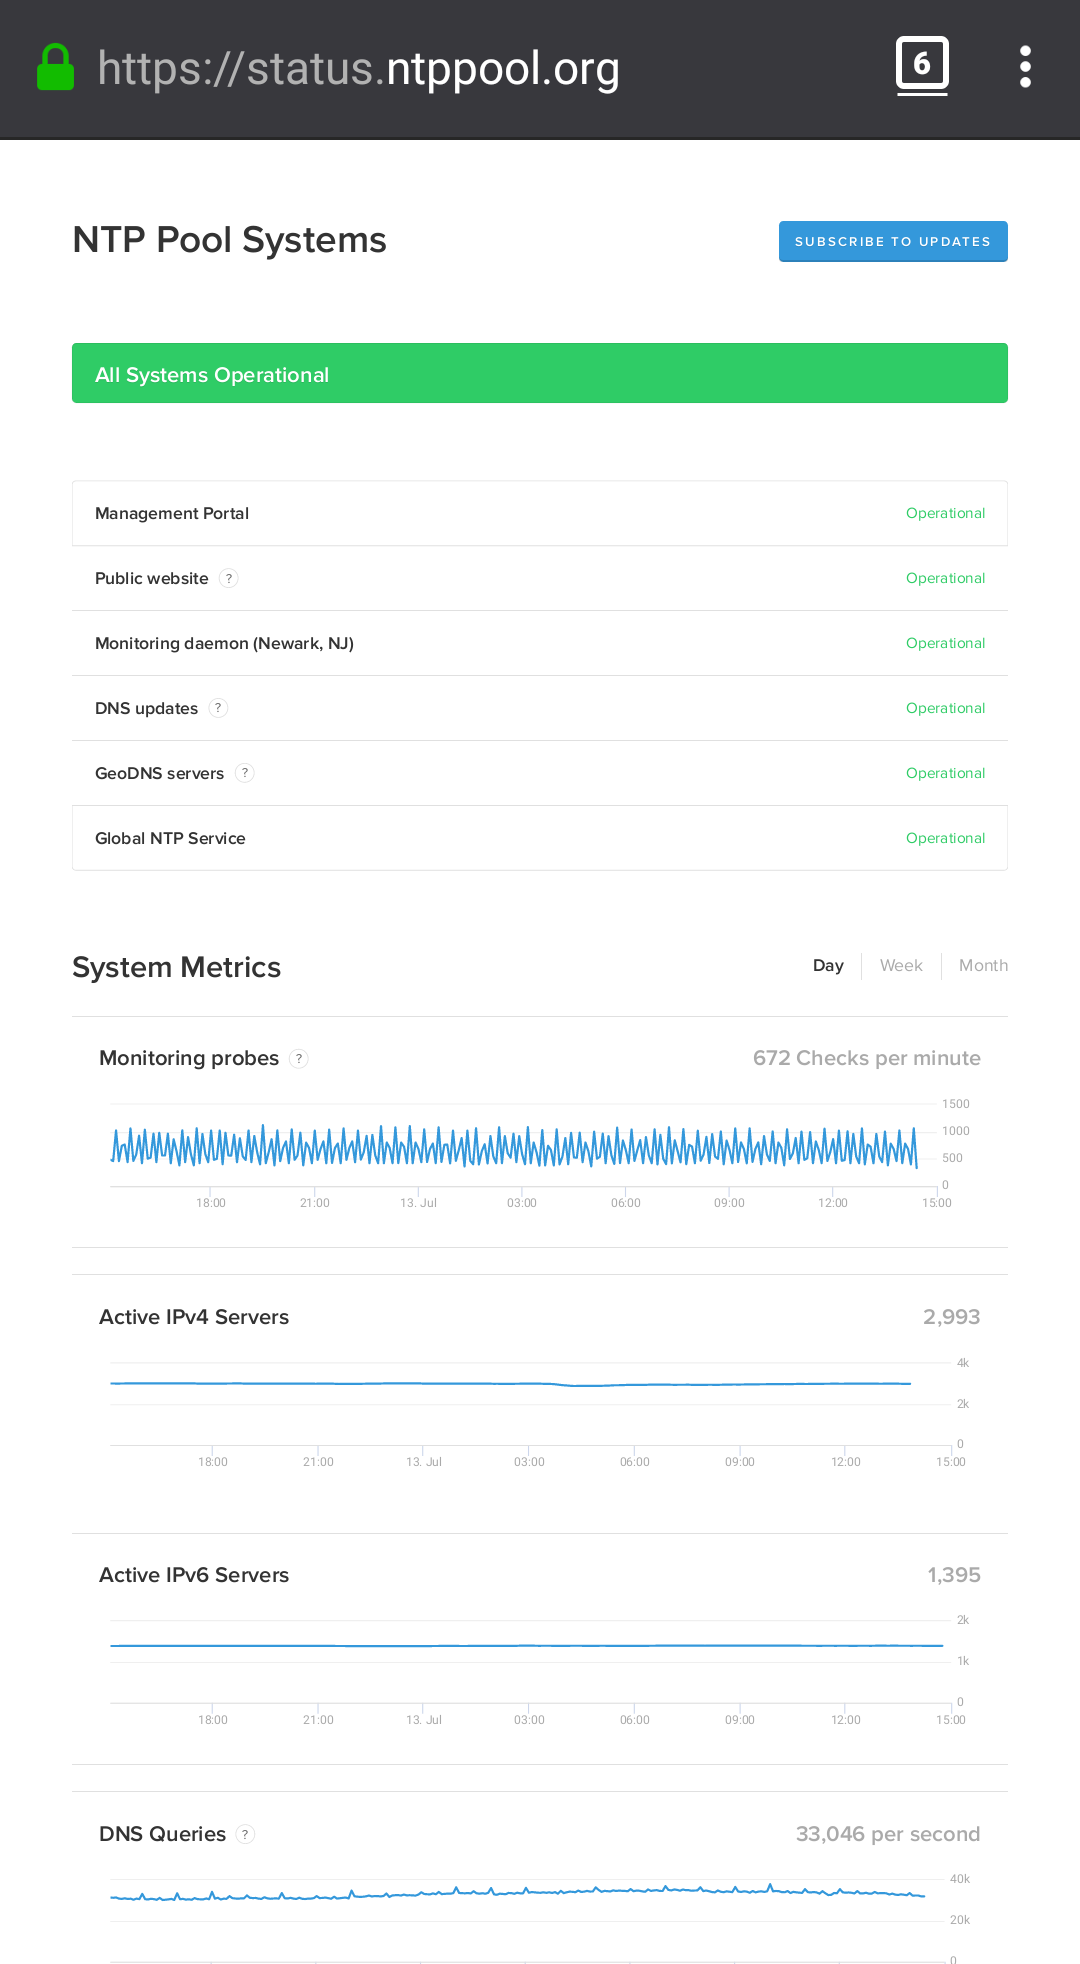 https://status.ntppool.org
6
NTP Pool Systems
SUBSCRIBE TO UPDATES
All Systems Operational
Management Portal Operational
Public website ? Operational
Monitoring daemon (Newark, NJ) Operational
DNS updates ? Operational
GeoDNS servers ? Operational
Global NTP Service Operational
System Metrics
Day Week Month
Monitoring probes ? 672 Checks per minute
1500
1000
500
0
18:00 21:00 13. Jul 03:00 06:00 09:00 12:00 15:00
Active IPv4 Servers 2,993
4k
2k
0
18:00 21:00 13. Jul 03:00 06:00 09:00 12:00 15:00
Active IPv6 Servers 1,395
2k
1k
0
18:00 21:00 13. Jul 03:00 06:00 09:00 12:00 15:00
DNS Queries ? 33,046 per second
40k
20k
0